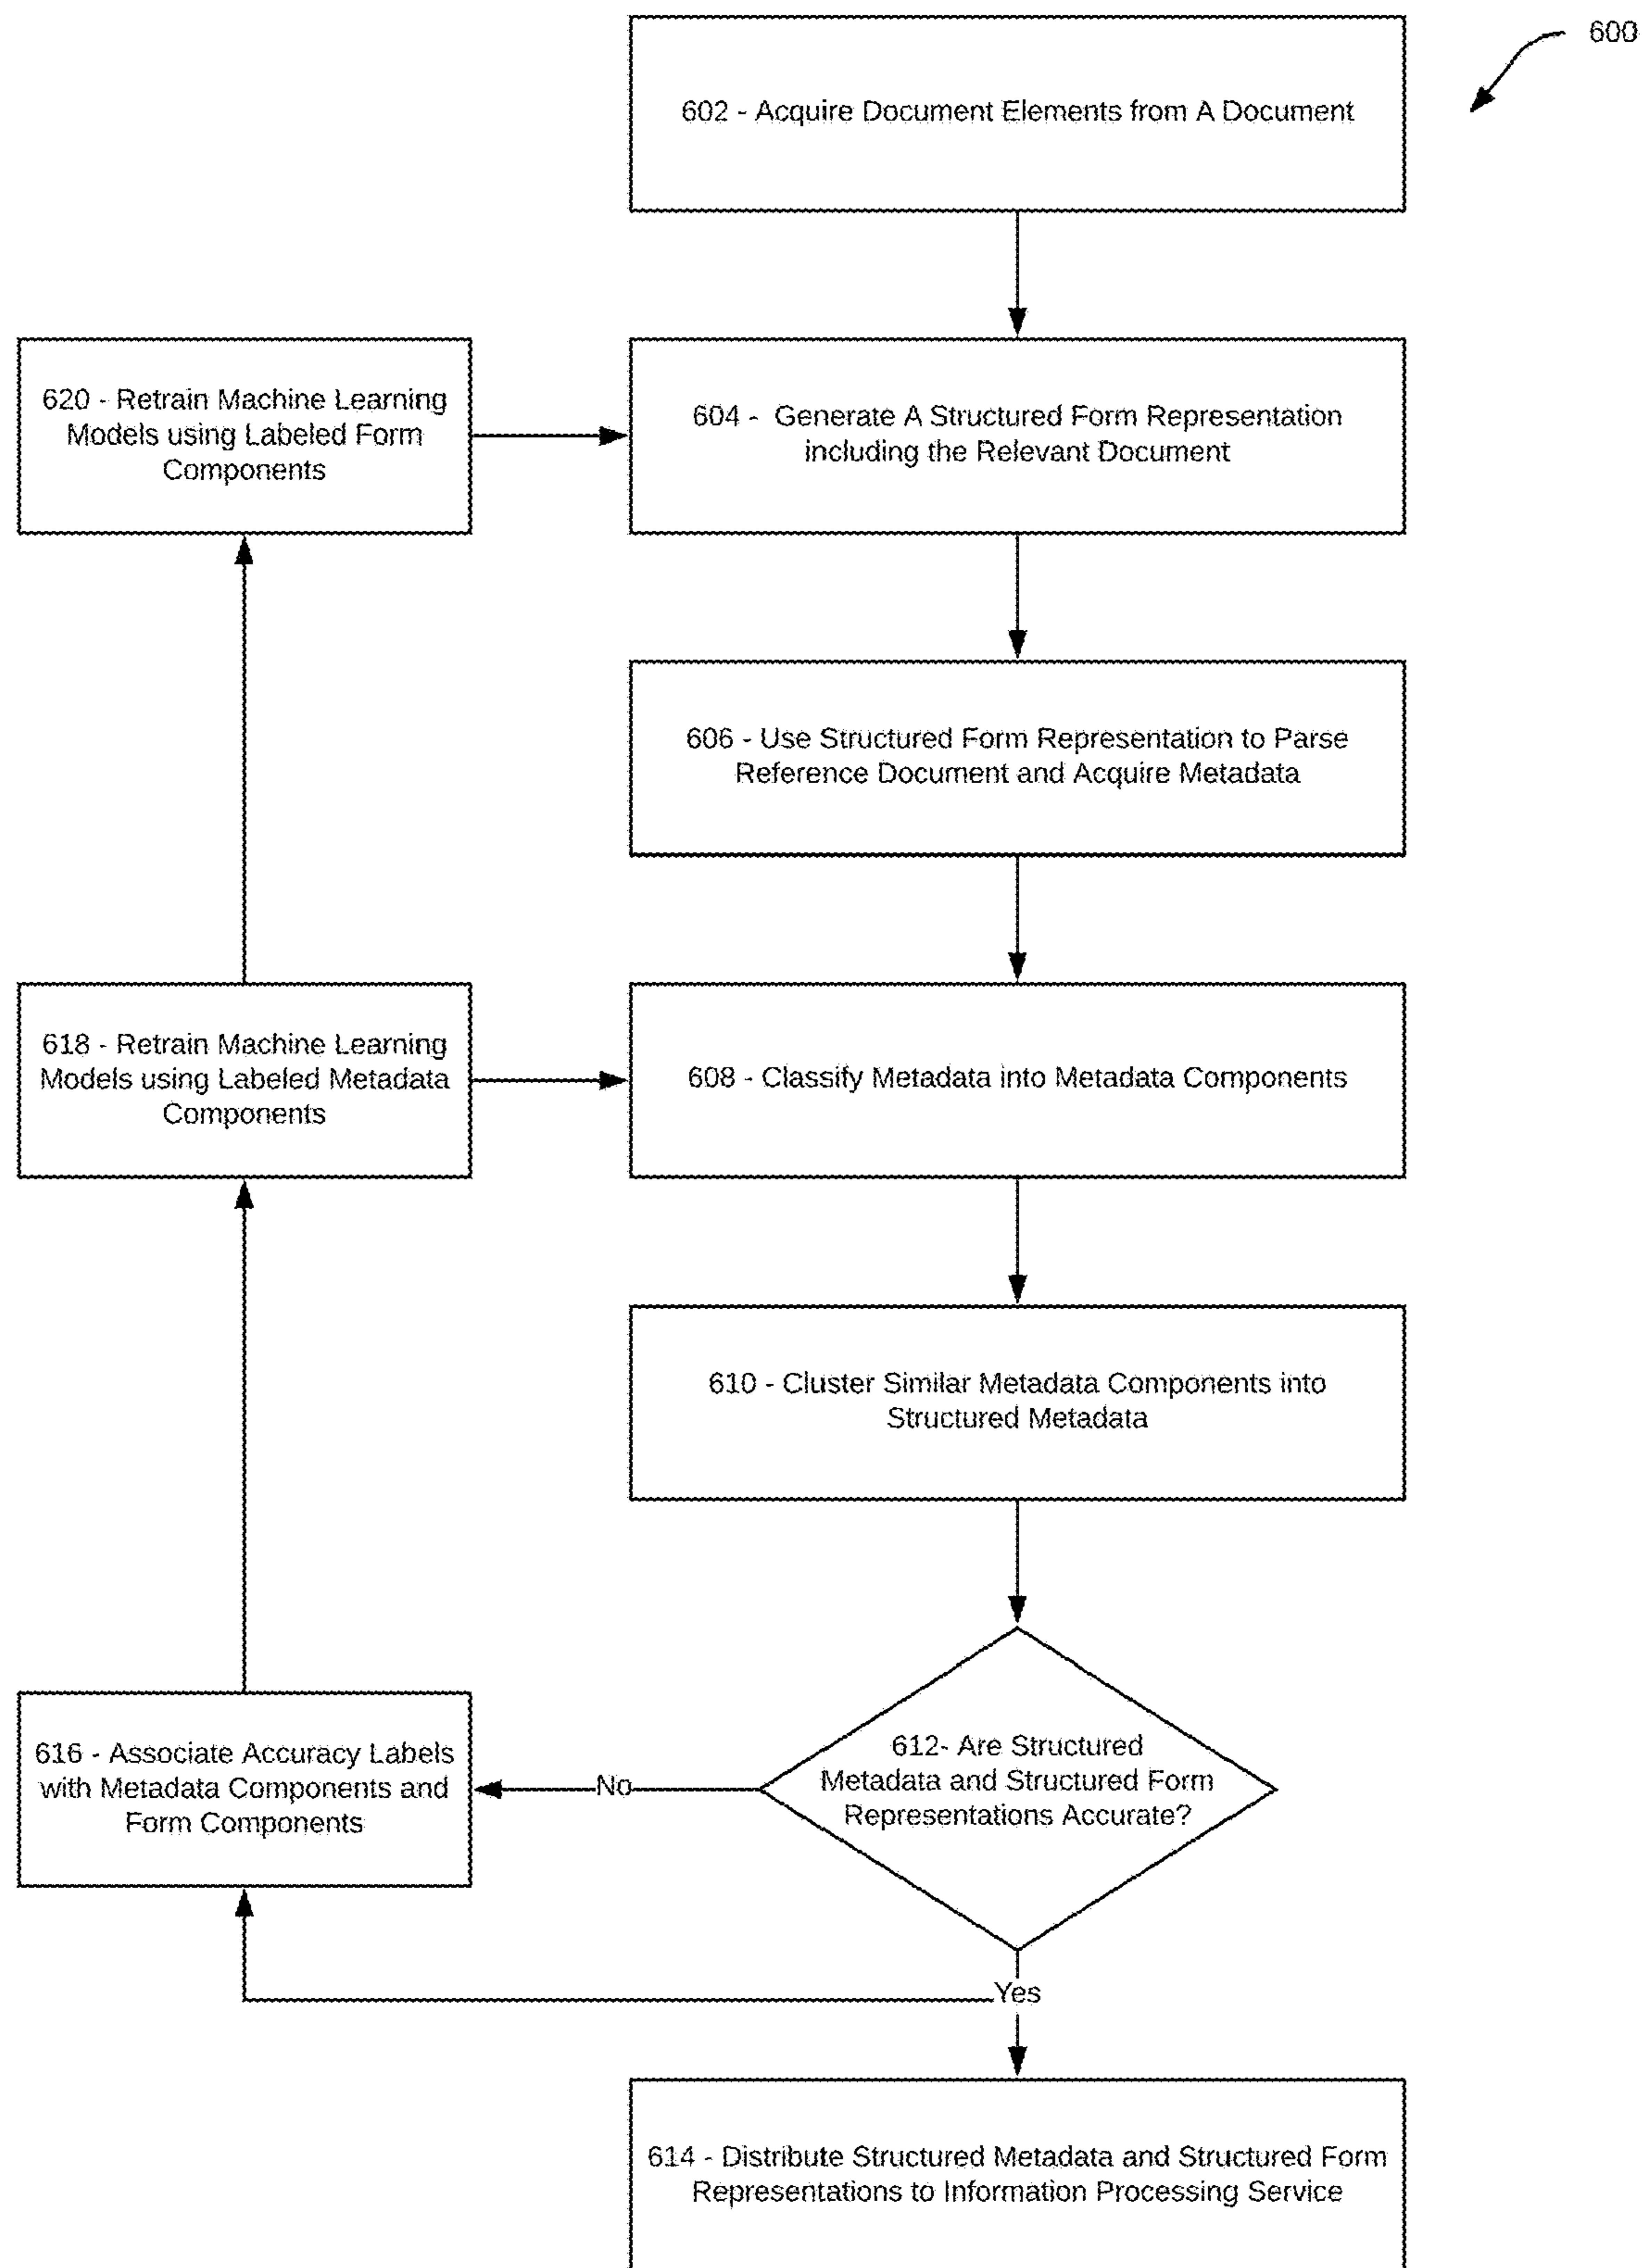 600
602 - Acquire Document Elements from A Document
620 - Retrain Machine Learning
Models using Labeled Form
Components
604 - Generate A Structured Form Representation
including the Relevant Document
606 - Use Structured Form Representation to Parse
Reference Document and Acquire Metadata
618 - Retrain Machine Learning
Models using Labeled Metadata
Components
608 - Classify Metadata into Metadata Components
610 - Cluster Similar Metadata Components into
Structured Metadata
616 - Associate Accuracy Labels
with Metadata Components and
Form Components
No
612- Are Structured
Metadata and Structured Form
Representations Accurate?
Yes
614 - Distribute Structured Metadata and Structured Form
Representations to Information Processing Service